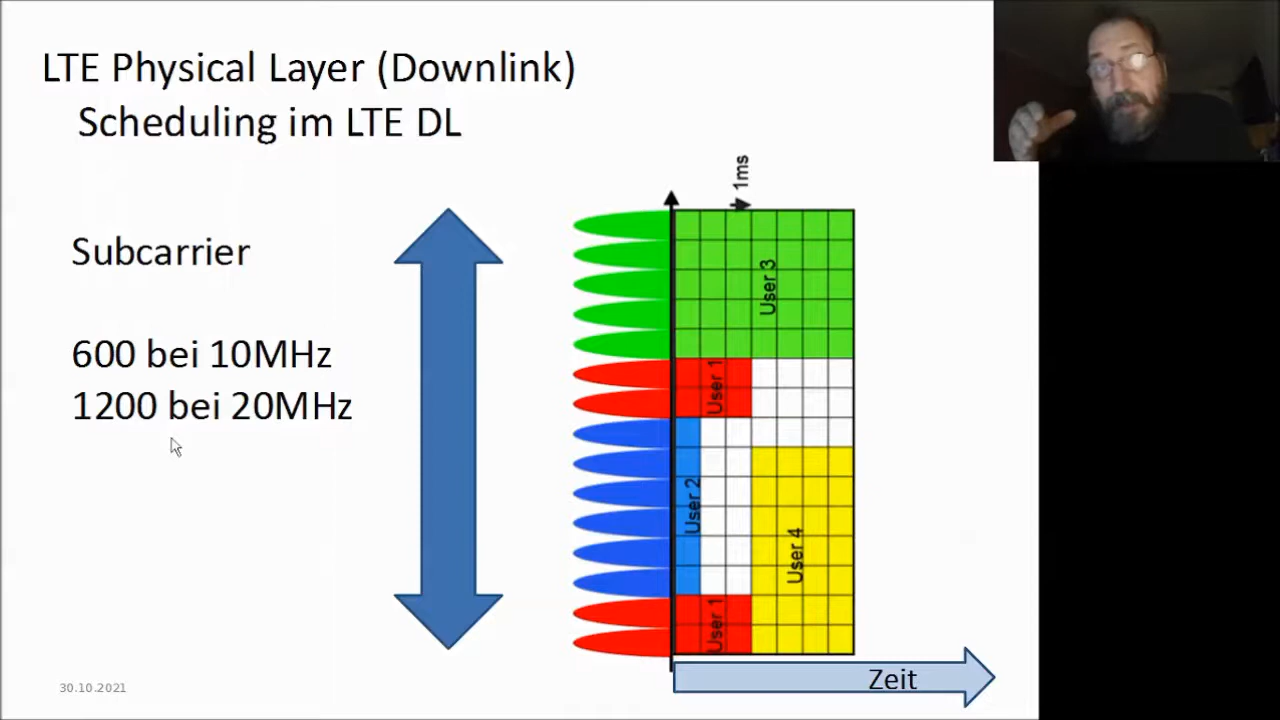 LTE Physical Layer (Downlink)
Scheduling im LTE DL
Subcarrier
600 bei 10MHz
1200 bei 20MHz
1ms
User 3
User 1
User 2
User 4
User 1
Zeit
30.10.2021